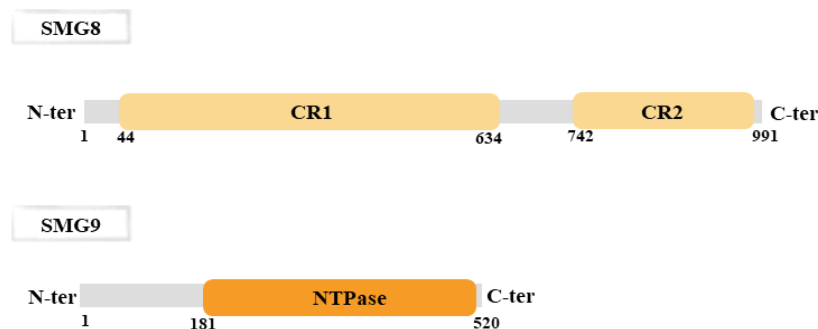 SMG8
N-ter CR1 CR2 C-ter
1 44 634 742 991
SMG9
N-ter NTPase C-ter
1 181 520